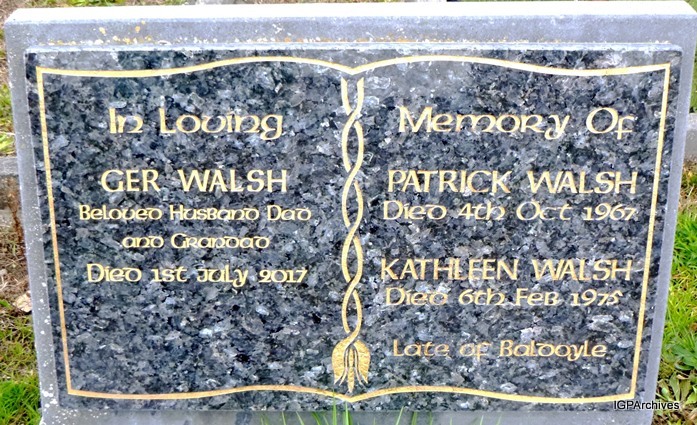 In Loving
GER WALSH
Beloved Husband Dad
and Grandad
Died 1st July 2017
Memory Of
PATRICK WALSH
Died 4th Oct 1967
KATHLEEN WALSH
Died 6th Feb 1975
Late of Baldoyle
IGPArchives